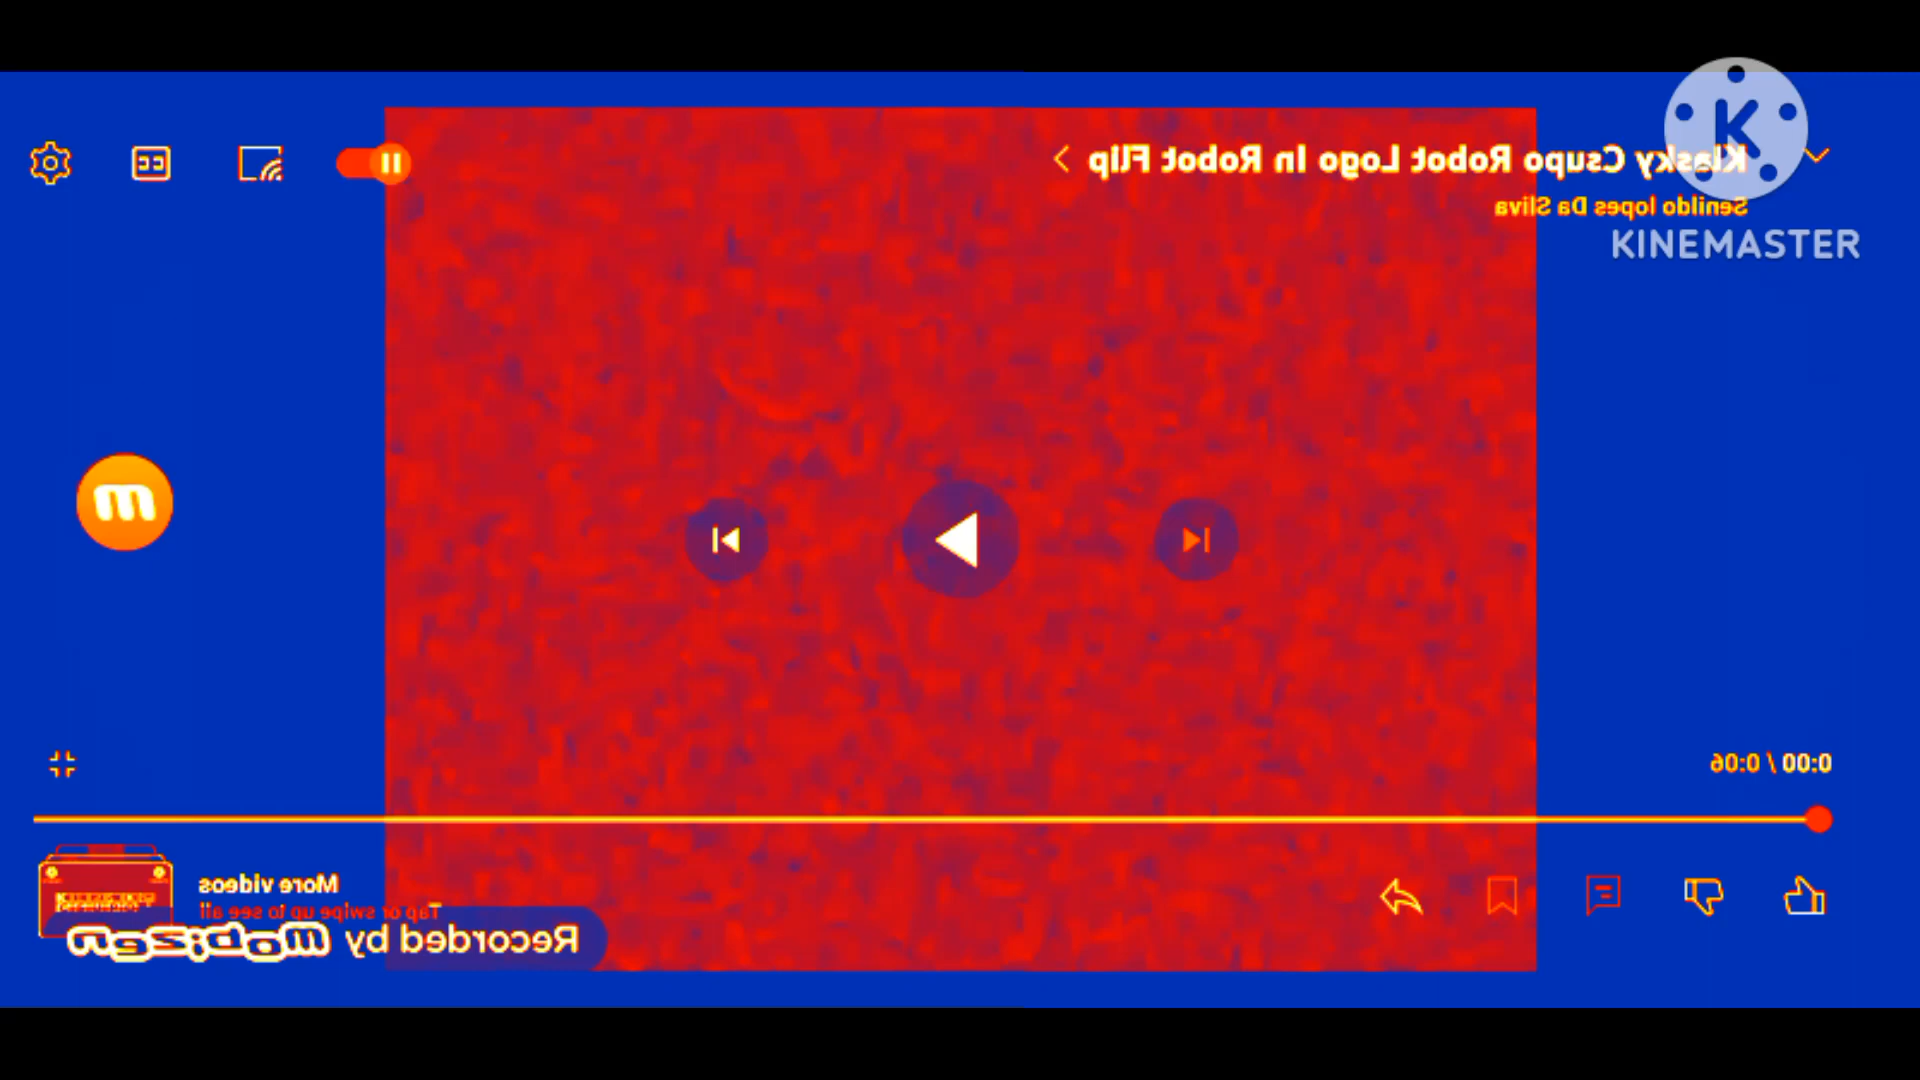 Klasky Csupo Robot Logo In Robot Flip
Senildo lopes Da Sliva
K
KINEMASTER
m
0:00 / 0:06
More videos
Tap or swipe up to see all
Recorded by mobizen